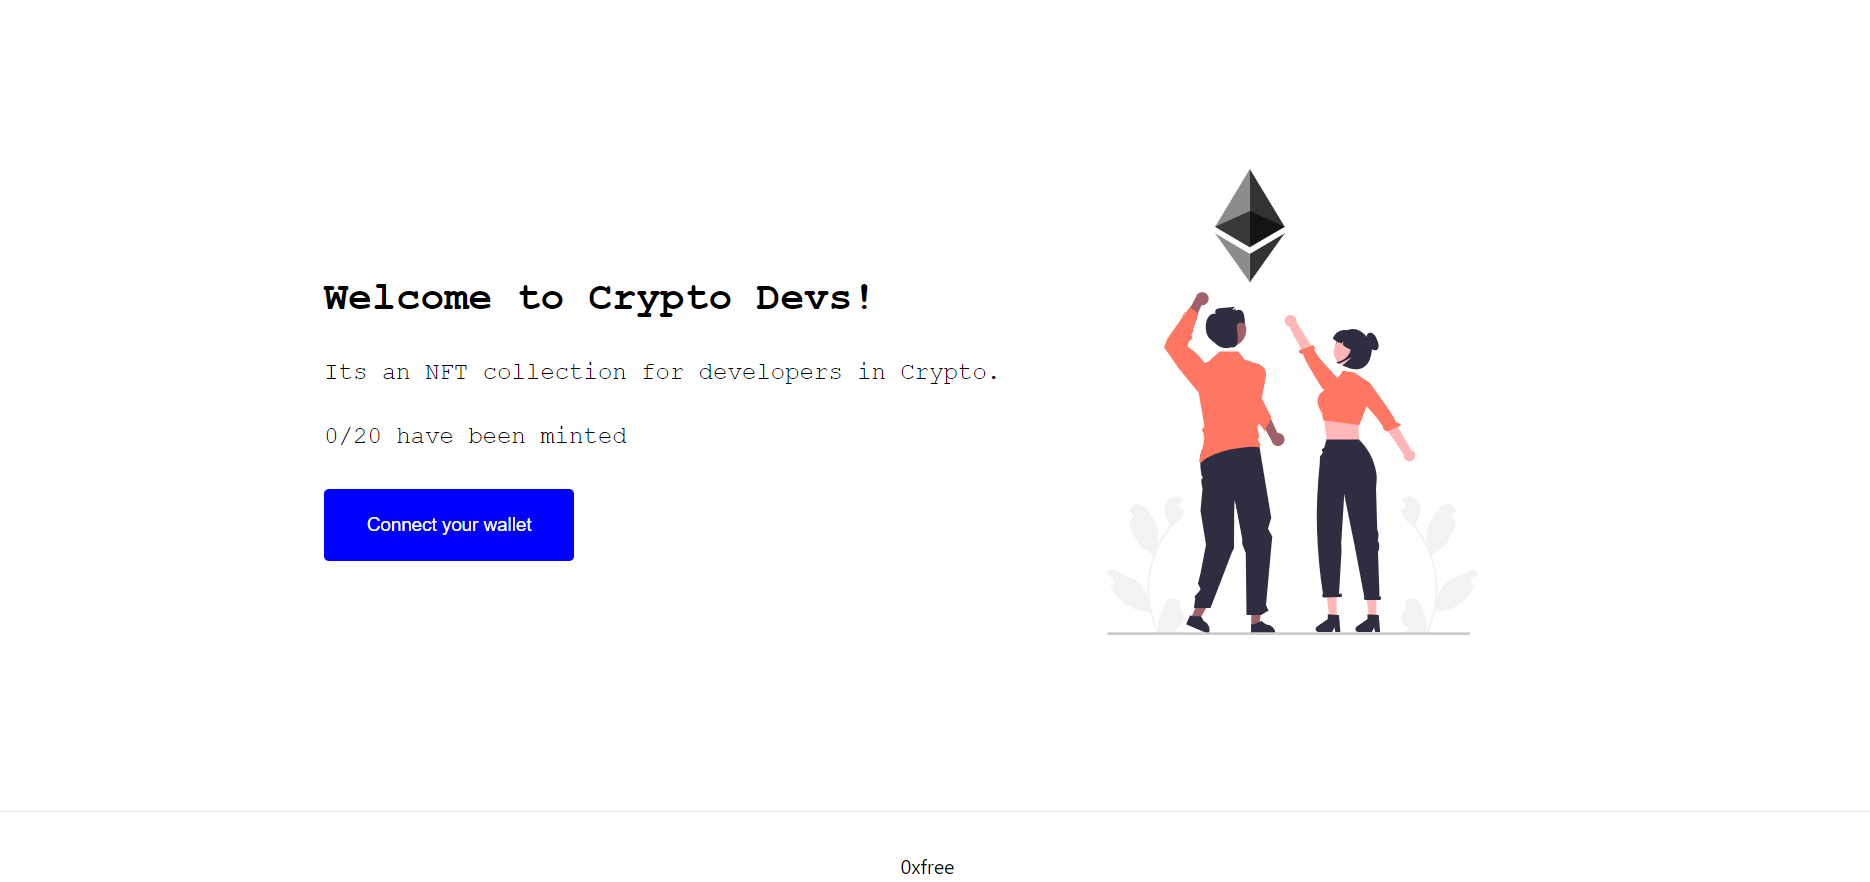 Welcome to Crypto Devs!
Its an NFT collection for developers in Crypto.
0/20 have been minted
Connect your wallet
0xfree